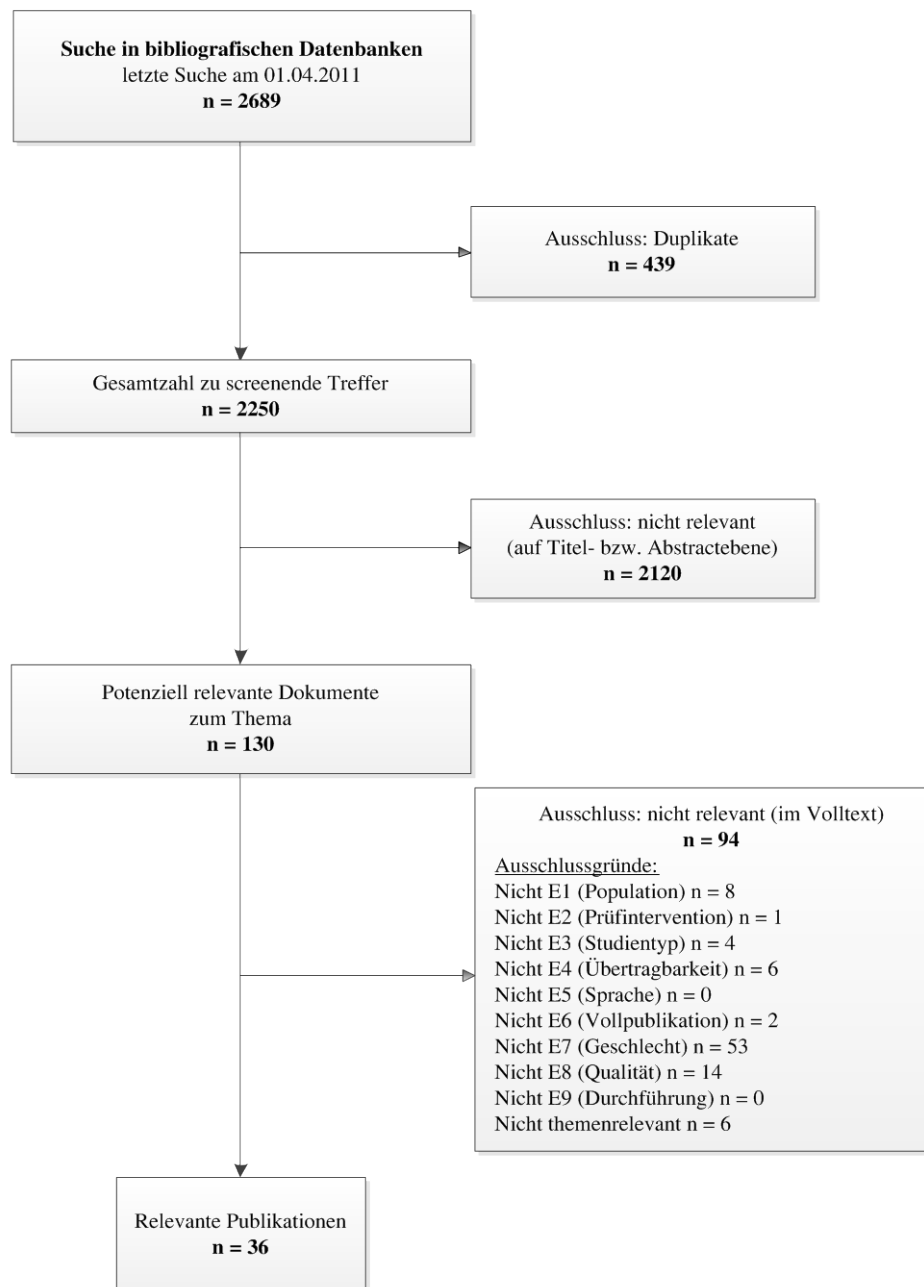 Suche in bibliografischen Datenbanken
letzte Suche am 01.04.2011
n = 2689
Ausschluss: Duplikate
n = 439
Gesamtzahl zu screenende Treffer
n = 2250
Ausschluss: nicht relevant
(auf Titel- bzw. Abstractebene)
n = 2120
Potenziell relevante Dokumente
zum Thema
n = 130
Ausschluss: nicht relevant (im Volltext)
n = 94
Ausschlussgründe:
Nicht E1 (Population) n = 8
Nicht E2 (Prüfintervention) n = 1
Nicht E3 (Studientyp) n = 4
Nicht E4 (Übertragbarkeit) n = 6
Nicht E5 (Sprache) n = 0
Nicht E6 (Vollpublikation) n = 2
Nicht E7 (Geschlecht) n = 53
Nicht E8 (Qualität) n = 14
Nicht E9 (Durchführung) n = 0
Nicht themenrelevant n = 6
Relevante Publikationen
n = 36